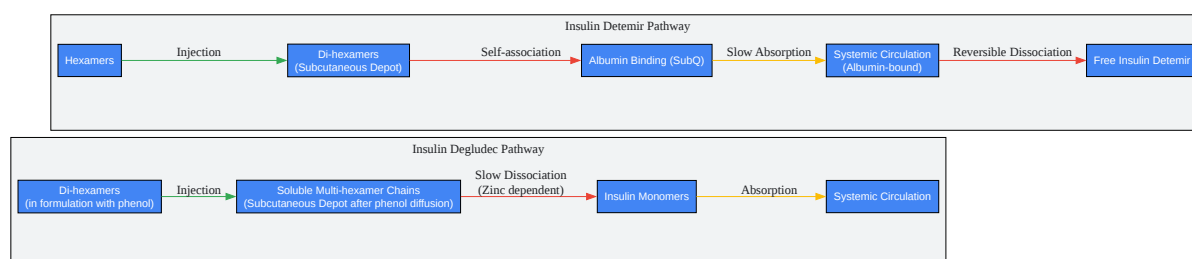 Insulin Detemir Pathway
Hexamers
Injection
Di-hexamers
(Subcutaneous Depot)
Self-association
Albumin Binding (SubQ)
Slow Absorption
Systemic Circulation
(Albumin-bound)
Reversible Dissociation
Free Insulin Detemir
Insulin Degludec Pathway
Di-hexamers
(in formulation with phenol)
Injection
Soluble Multi-hexamer Chains
(Subcutaneous Depot after phenol diffusion)
Slow Dissociation
(Zinc dependent)
Insulin Monomers
Absorption
Systemic Circulation